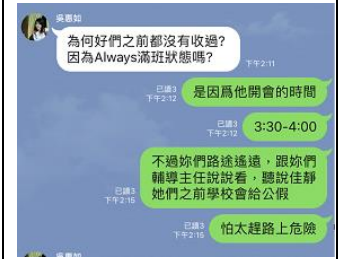 吳惠如
為何好們之前都沒有收過?
因為Always滿班狀態嗎?
下午2:11
已讀3
下午2:12
是因爲他開會的時間
已讀3
下午2:12
3:30-4:00
不過妳們路途遙遠，跟妳們
輔導主任說說看，聽說佳靜
她們之前學校會給公假
已讀3
下午2:15
已讀3
下午2:16
怕太趕路上危險